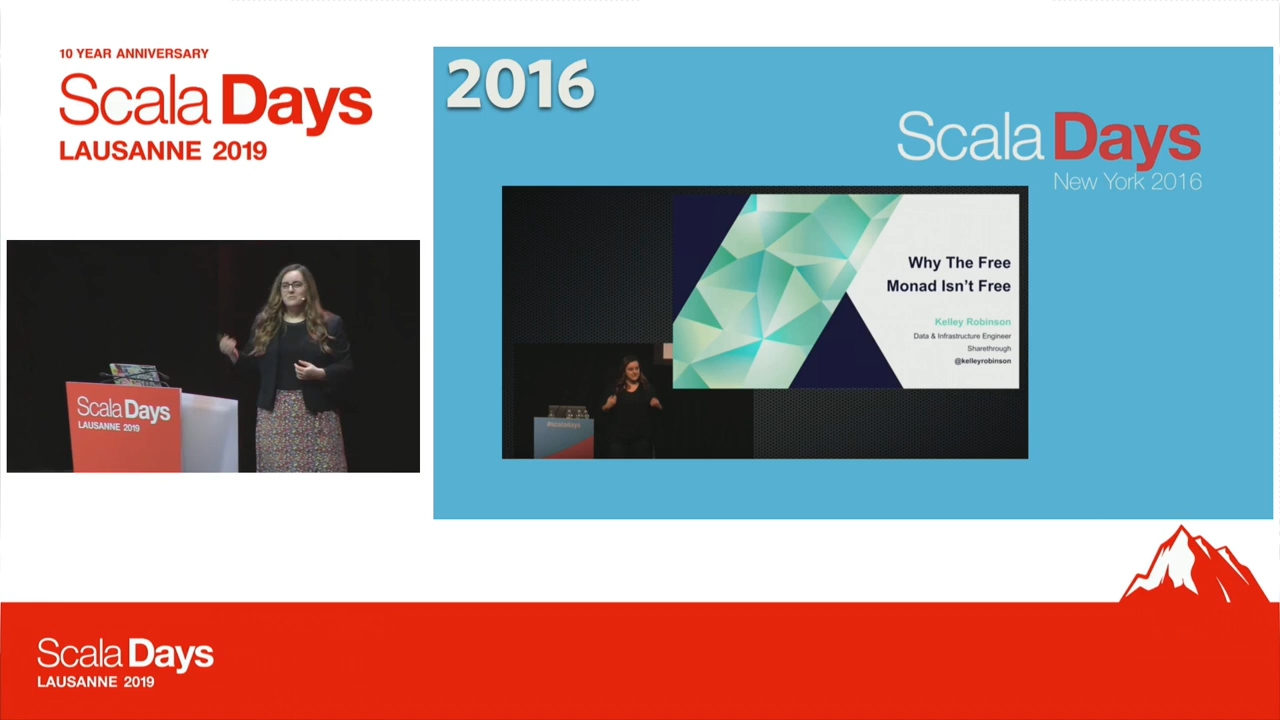 10 YEAR ANNIVERSARY
Scala Days
LAUSANNE 2019
2016
Scala Days
New York 2016
Why The Free
Monad Isn't Free
Kelley Robinson
Data & Infrastructure Engineer
Sharethrough
@kelleyrobinson
#scaladays
Scala Days
LAUSANNE 2019
Scala Days
LAUSANNE 2019